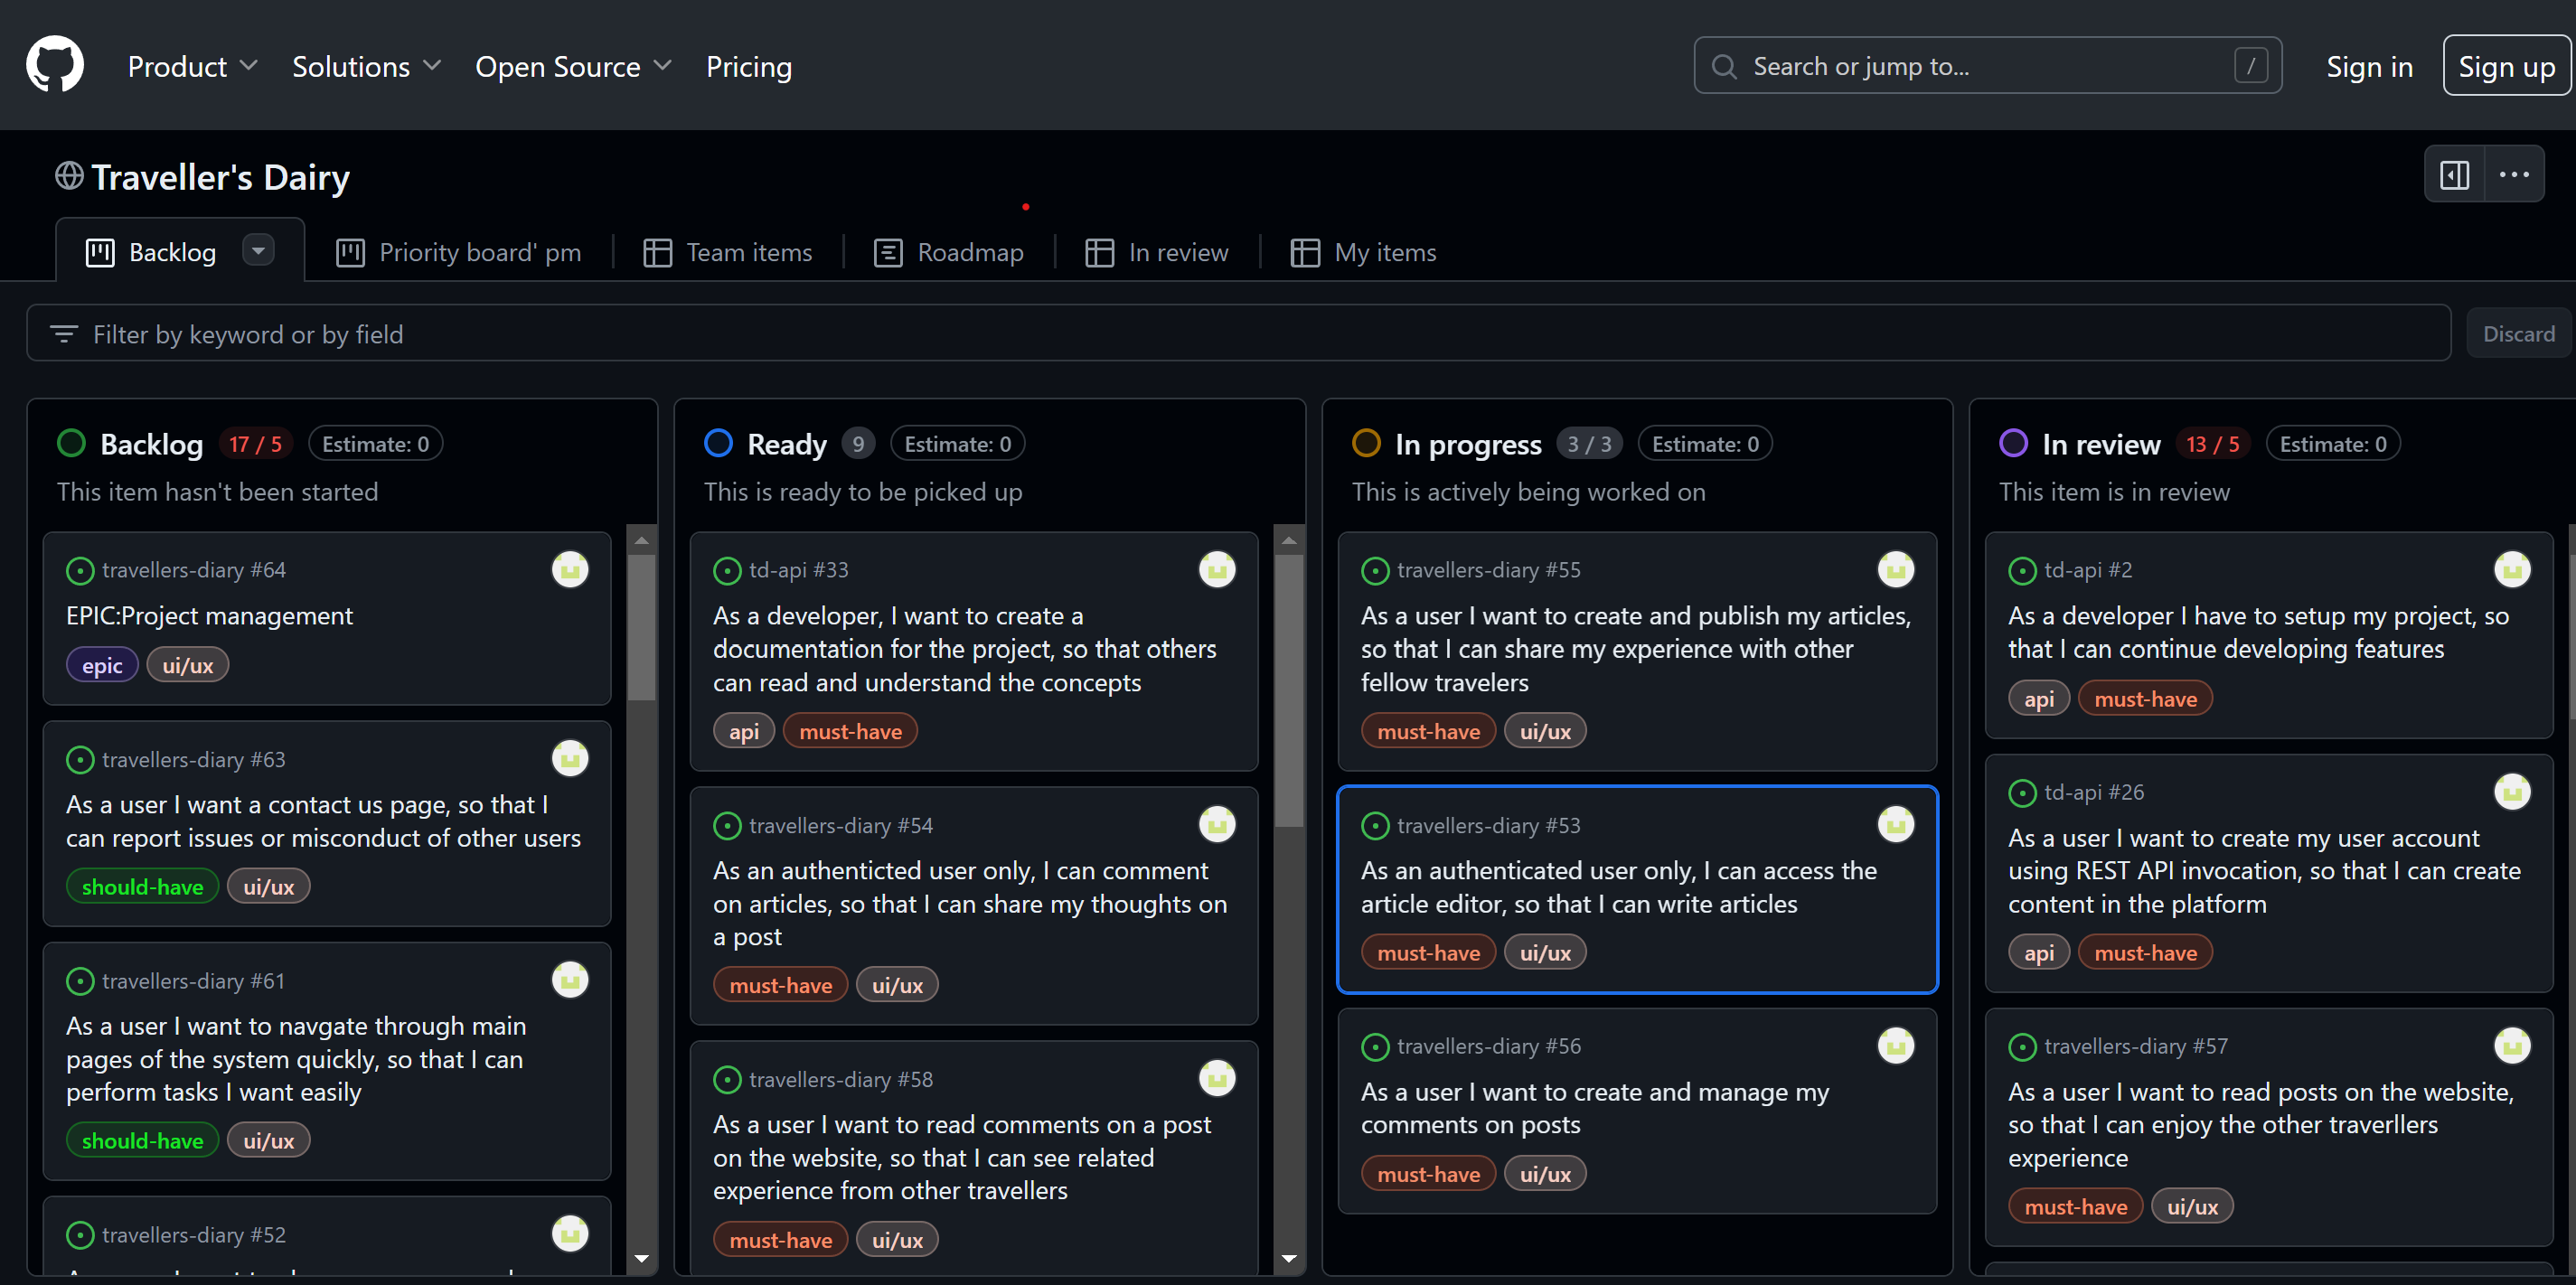 Product
Solutions
Open Source
Pricing
Search or jump to...
/
Sign in
Sign up
Traveller's Dairy
Backlog
Priority board' pm
Team items
Roadmap
In review
My items
Filter by keyword or by field
Discard
Backlog 17 / 5 Estimate: 0
This item hasn't been started
travellers-diary #64
EPIC:Project management
epic ui/ux
travellers-diary #63
As a user I want a contact us page, so that I
can report issues or misconduct of other users
should-have ui/ux
travellers-diary #61
As a user I want to navgate through main
pages of the system quickly, so that I can
perform tasks I want easily
should-have ui/ux
travellers-diary #52
Ready 9 Estimate: 0
This is ready to be picked up
td-api #33
As a developer, I want to create a
documentation for the project, so that others
can read and understand the concepts
api must-have
travellers-diary #54
As an authenticted user only, I can comment
on articles, so that I can share my thoughts on
a post
must-have ui/ux
travellers-diary #58
As a user I want to read comments on a post
on the website, so that I can see related
experience from other travellers
must-have ui/ux
In progress 3 / 3 Estimate: 0
This is actively being worked on
travellers-diary #55
As a user I want to create and publish my articles,
so that I can share my experience with other
fellow travelers
must-have ui/ux
travellers-diary #53
As an authenticated user only, I can access the
article editor, so that I can write articles
must-have ui/ux
travellers-diary #56
As a user I want to create and manage my
comments on posts
must-have ui/ux
In review 13 / 5 Estimate: 0
This item is in review
td-api #2
As a developer I have to setup my project, so
that I can continue developing features
api must-have
td-api #26
As a user I want to create my user account
using REST API invocation, so that I can create
content in the platform
api must-have
travellers-diary #57
As a user I want to read posts on the website,
so that I can enjoy the other traverllers
experience
must-have ui/ux